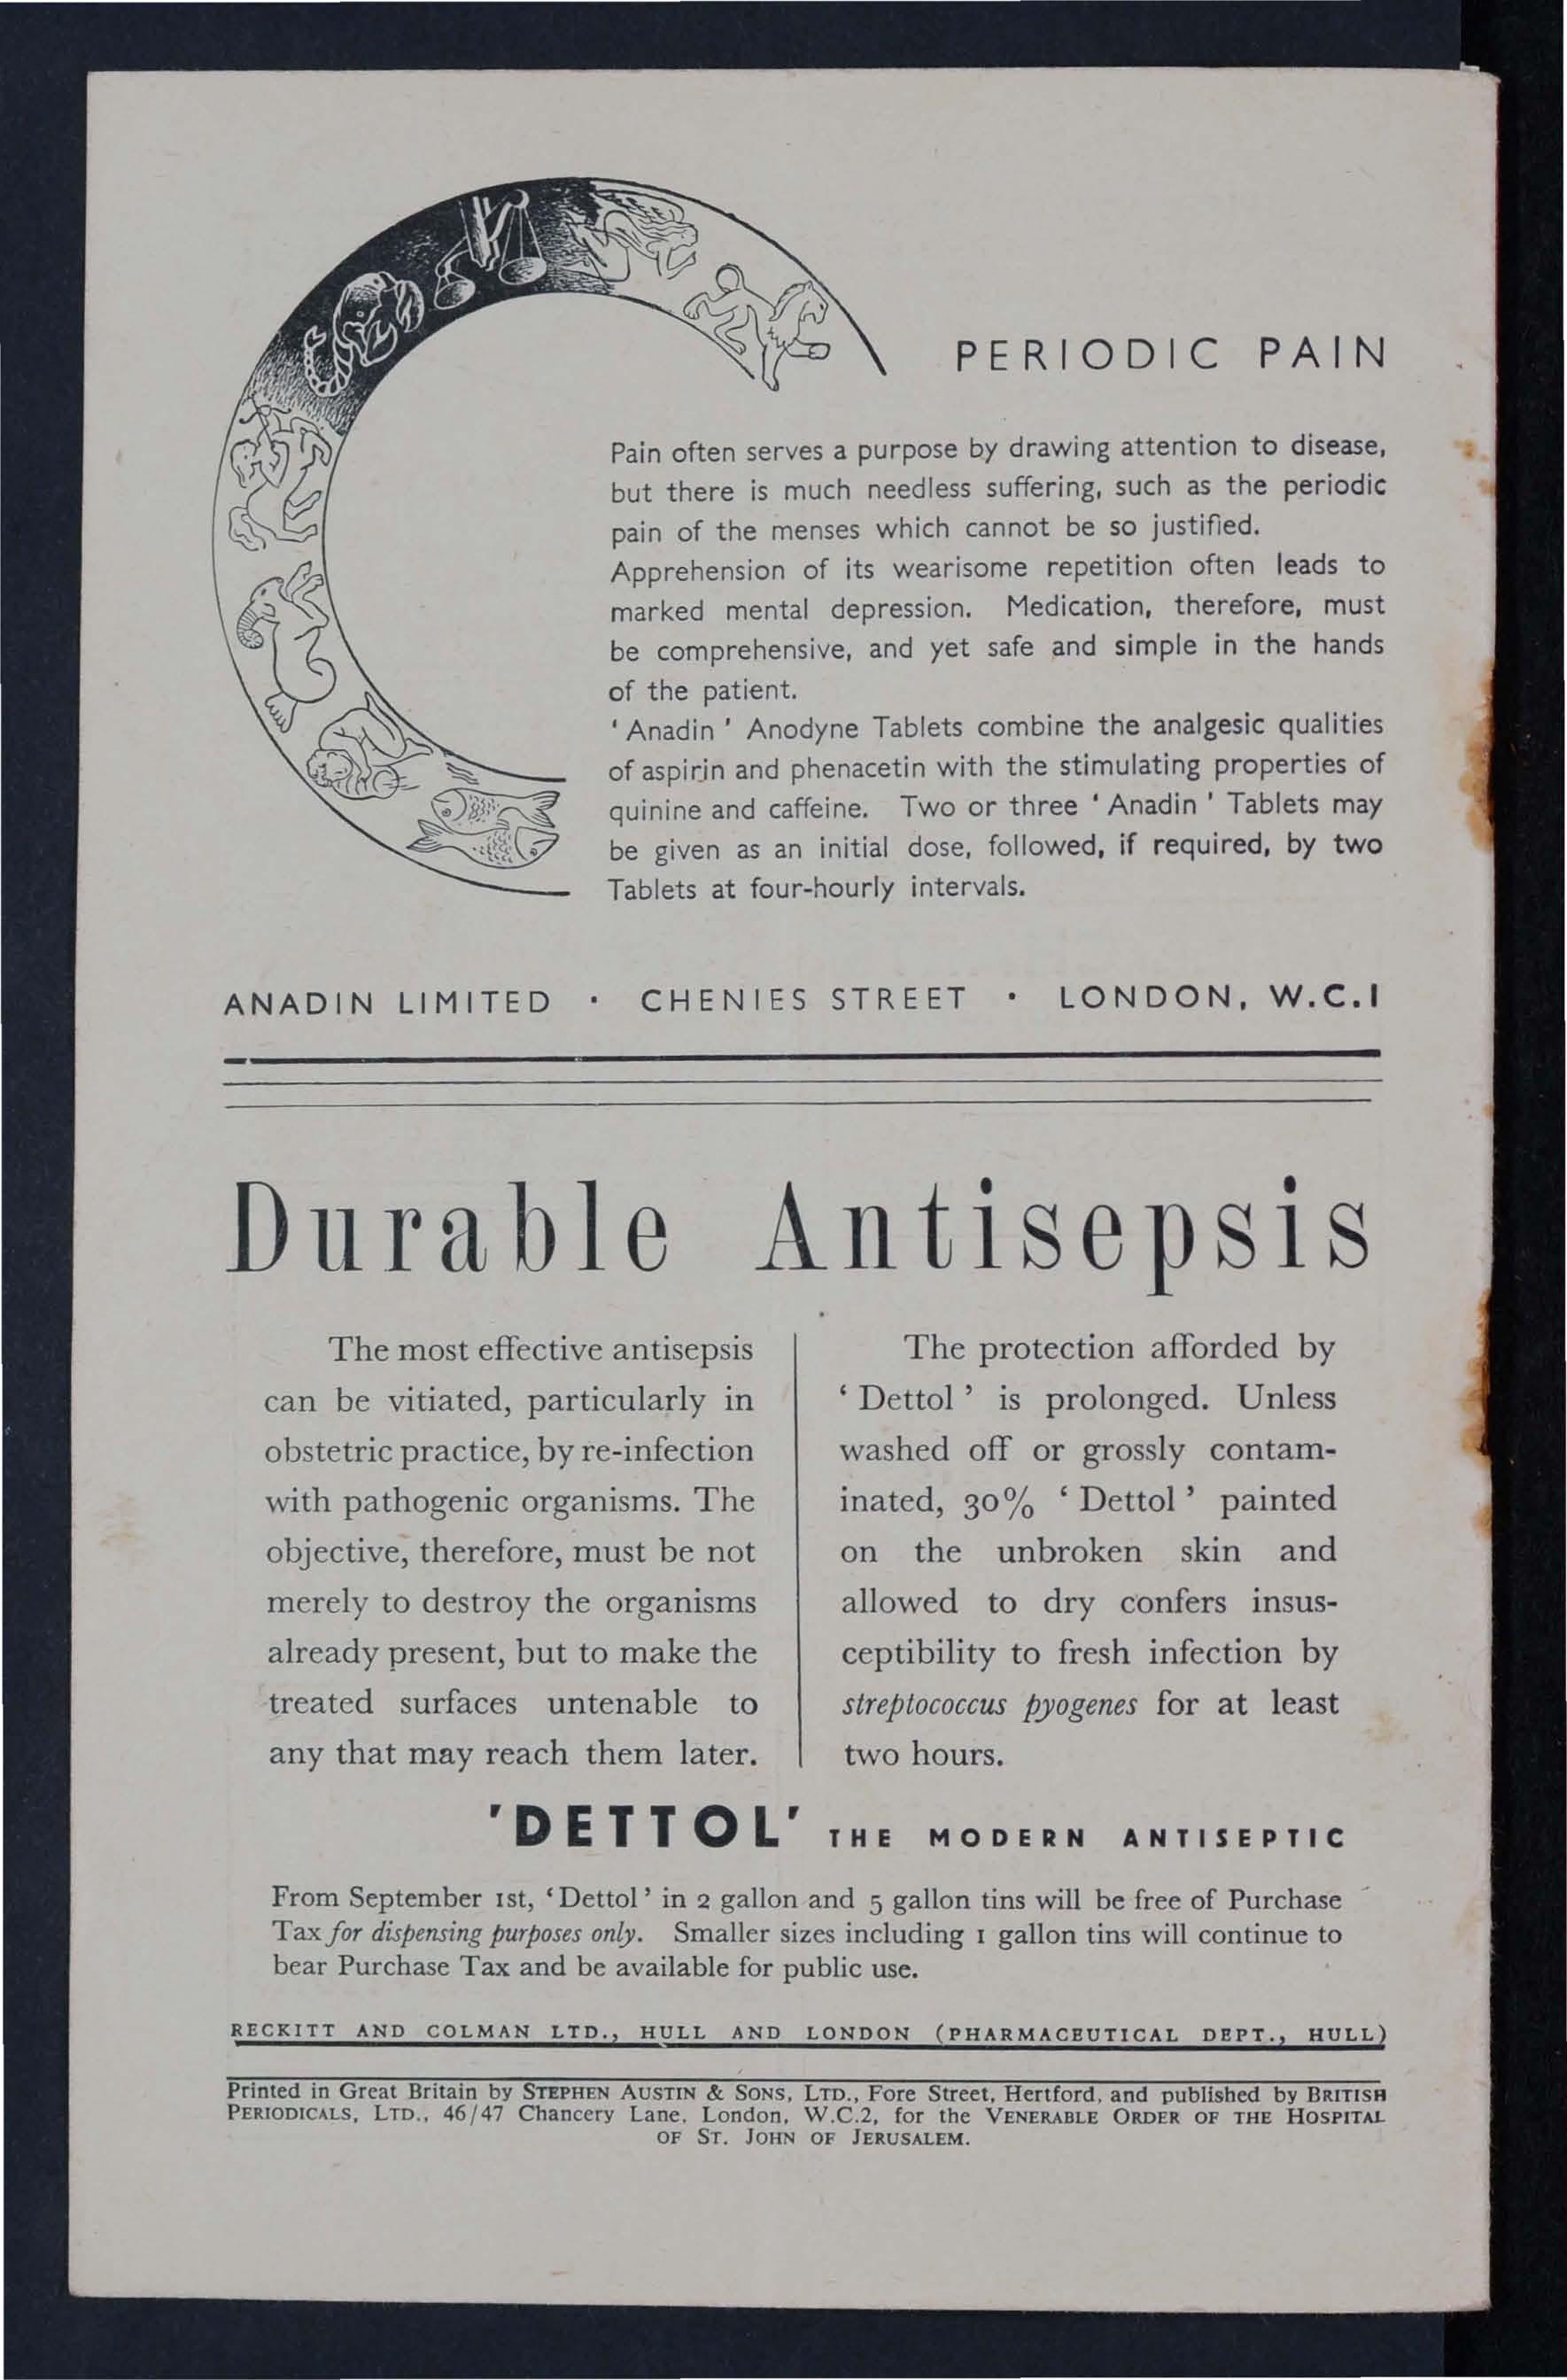 PERIODIC PAIN
Pain often serves a purpose by drawing attention to disease,
but there is much needless suffering, such as the periodic
pain of the menses which cannot be so justified.
Apprehension of its wearisome repetition often leads to
marked mental depression. Medication, therefore, must
be comprehensive, and yet safe and simple in the hands
of the patient.
‘ Anadin ’ Anodyne Tablets combine the analgesic qualities
of aspirin and phenacetin with the stimulating properties of
quinine and caffeine. Two or three ‘ Anadin ’ Tablets may
be given as an initial dose, followed, if required, by two
Tablets at four-hourly intervals.
ANADIN LIMITED · CHENIES STREET · LONDON, W.C.1
Durable Antisepsis
The most effective antisepsis
can be vitiated, particularly in
obstetric practice, by re-infection
with pathogenic organisms. The
objective, therefore, must be not
merely to destroy the organisms
already present, but to make the
treated surfaces untenable to
any that may reach them later.
The protection afforded by
‘ Dettol ’ is prolonged. Unless
washed off or grossly contam-
inated, 30% ‘ Dettol ’ painted
on the unbroken skin and
allowed to dry confers insus-
ceptibility to fresh infection by
streptococcus pyogenes for at least
two hours.
'DETTOL' THE MODERN ANTISEPTIC
From September 1st, ‘Dettol’ in 2 gallon and 5 gallon tins will be free of Purchase
Tax for dispensing purposes only. Smaller sizes including 1 gallon tins will continue to
bear Purchase Tax and be available for public use.
RECKITT AND COLMAN LTD., HULL AND LONDON (PHARMACEUTICAL DEPT., HULL)
Printed in Great Britain by STEPHEN AUSTIN & SONS, LTD., Fore Street, Hertford, and published by BRITISH
PERIODICALS, LTD., 46/47 Chancery Lane, London, W.C.2, for the VENERABLE ORDER OF THE HOSPITAL
OF ST. JOHN OF JERUSALEM.